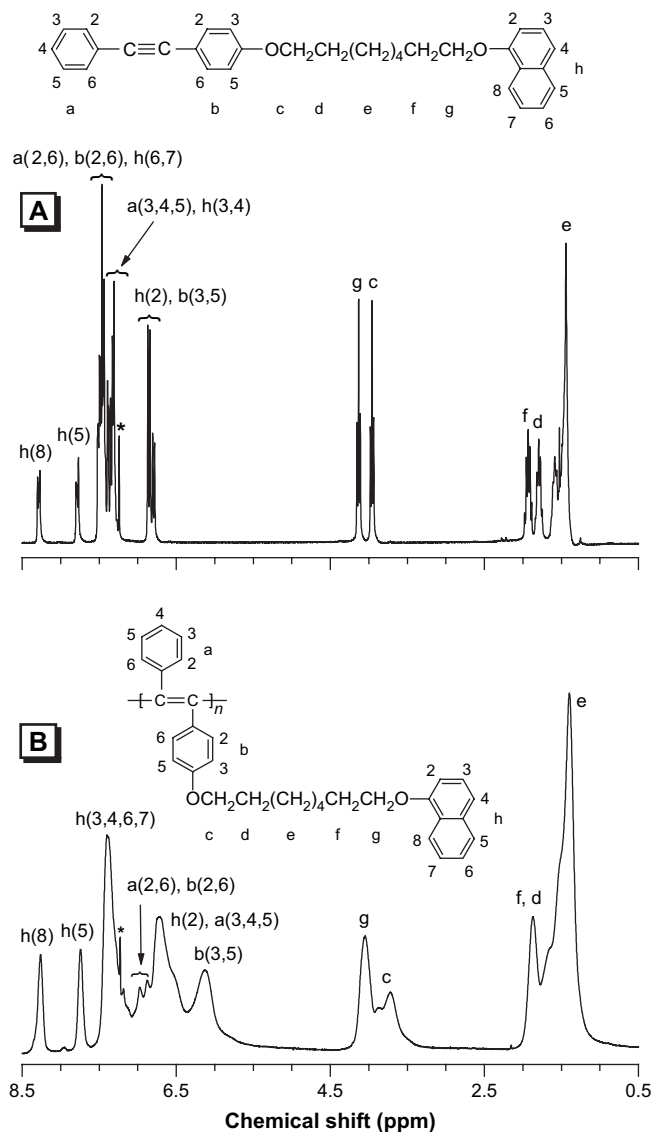 3 2 2 3 2 3
4 C≡C OCH₂CH₂(CH₂)₄CH₂CH₂O 4
5 6 6 5 8 5 h
7 6
a b c d e f g
a(2,6), b(2,6), h(6,7)
A
a(3,4,5), h(3,4)
e
h(2), b(3,5)
g c
h(8) h(5) * f d
4
5 3 a
6 2
[C=C]n
B
6 2 b
5 3
OCH₂CH₂(CH₂)₄CH₂CH₂O 2 3 4
c d e f g 8 5 h
7 6
e
h(3,4,6,7)
a(2,6), b(2,6)
h(8) h(5) * h(2), a(3,4,5)
b(3,5)
g
c
f, d
8.5 6.5 4.5 2.5 0.5
Chemical shift (ppm)